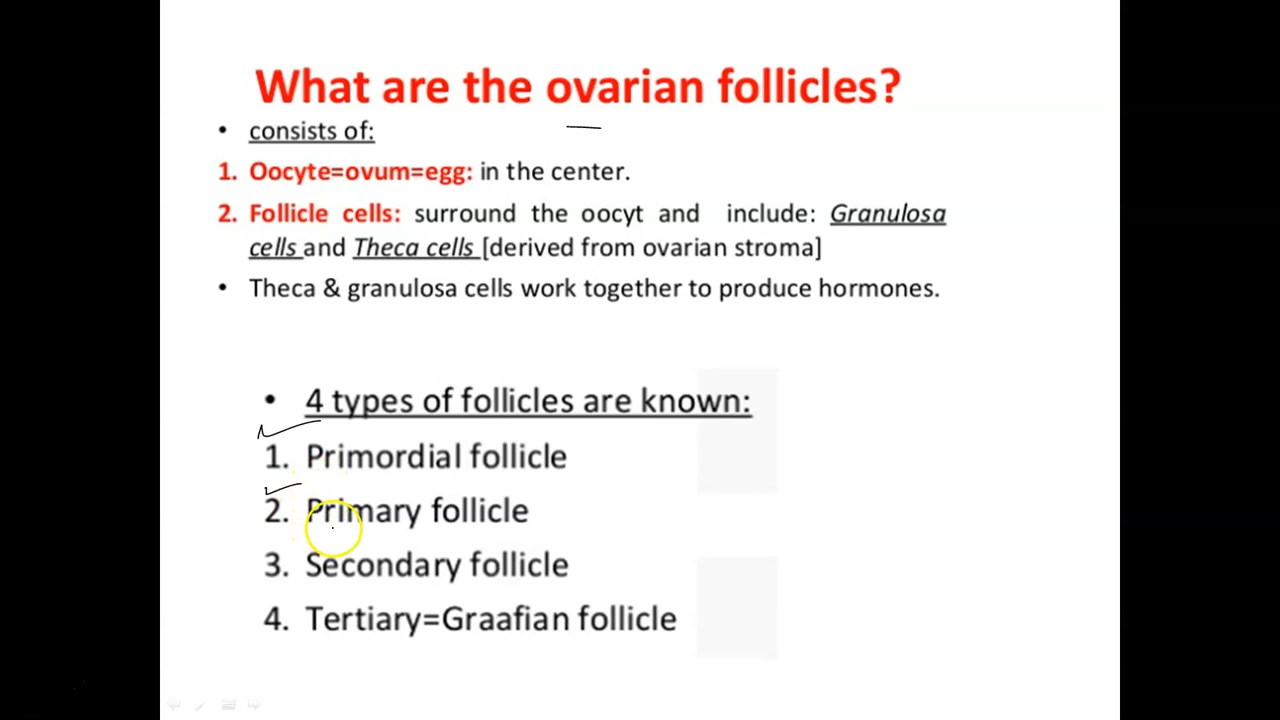 What are the ovarian follicles?
• consists of:
1. Oocyte=ovum=egg: in the center.
2. Follicle cells: surround the oocyt and include: Granulosa
cells and Theca cells [derived from ovarian stroma]
• Theca & granulosa cells work together to produce hormones.
• 4 types of follicles are known:
1. Primordial follicle
2. Primary follicle
3. Secondary follicle
4. Tertiary=Graafian follicle